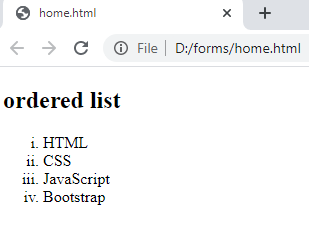 home.html
File | D:/forms/home.html
ordered list
i. HTML
ii. CSS
iii. JavaScript
iv. Bootstrap